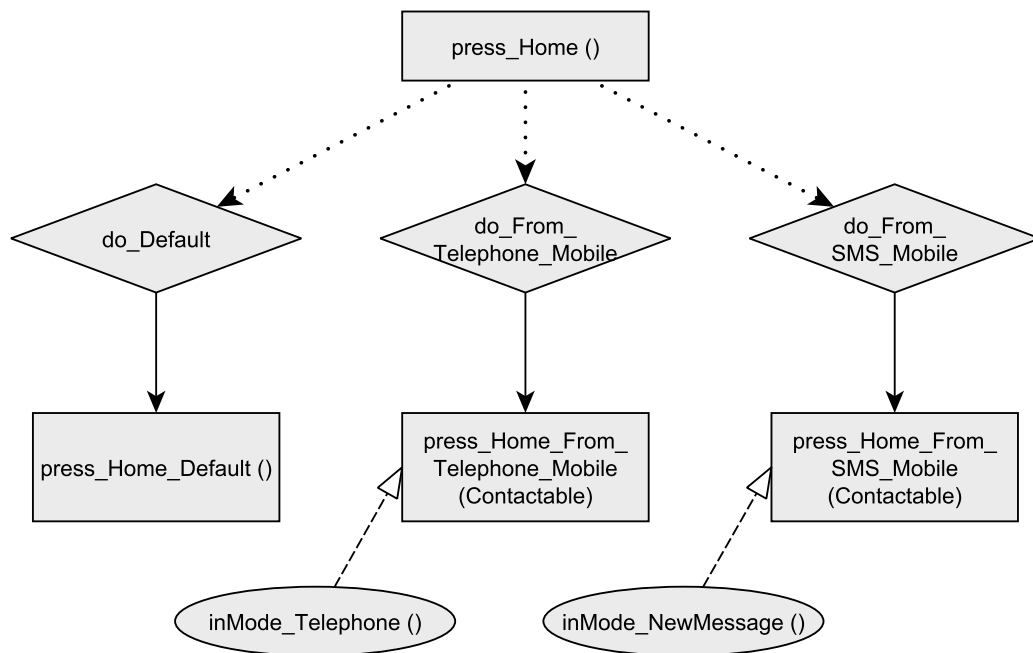 press_Home ()
do_Default
do_From_
Telephone_Mobile
do_From_
SMS_Mobile
press_Home_Default ()
press_Home_From_
Telephone_Mobile
(Contactable)
press_Home_From_
SMS_Mobile
(Contactable)
inMode_Telephone ()
inMode_NewMessage ()